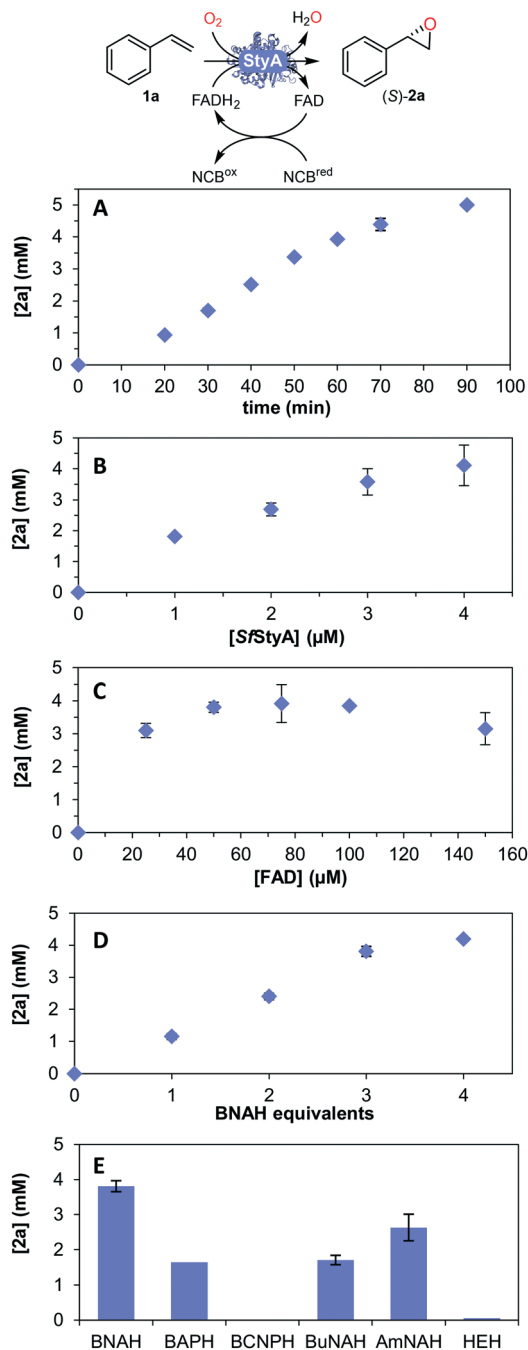 O₂ H₂O
StyA
1a (S)-2a
FADH₂ FAD
NCBᵒˣ NCBʳᵉᵈ
A
[2a] (mM)
5
4
3
2
1
0
0 10 20 30 40 50 60 70 80 90 100
time (min)
B
[2a] (mM)
5
4
3
2
1
0
0 1 2 3 4
[SfStyA] (μM)
C
[2a] (mM)
5
4
3
2
1
0
0 20 40 60 80 100 120 140 160
[FAD] (μM)
D
[2a] (mM)
5
4
3
2
1
0
0 1 2 3 4
BNAH equivalents
E
[2a] (mM)
5
4
3
2
1
0
BNAH BAPH BCNPH BuNAH AmNAH HEH
O